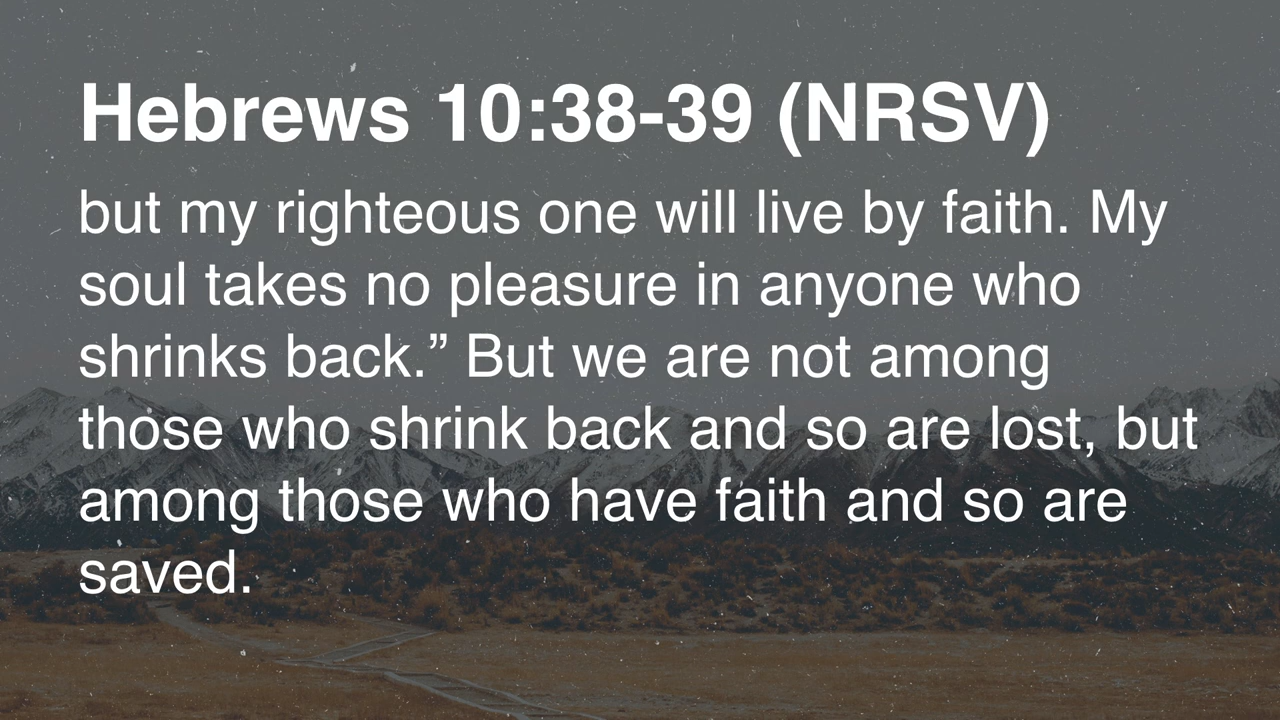 Hebrews 10:38-39 (NRSV)
but my righteous one will live by faith. My
soul takes no pleasure in anyone who
shrinks back.” But we are not among
those who shrink back and so are lost, but
among those who have faith and so are
saved.